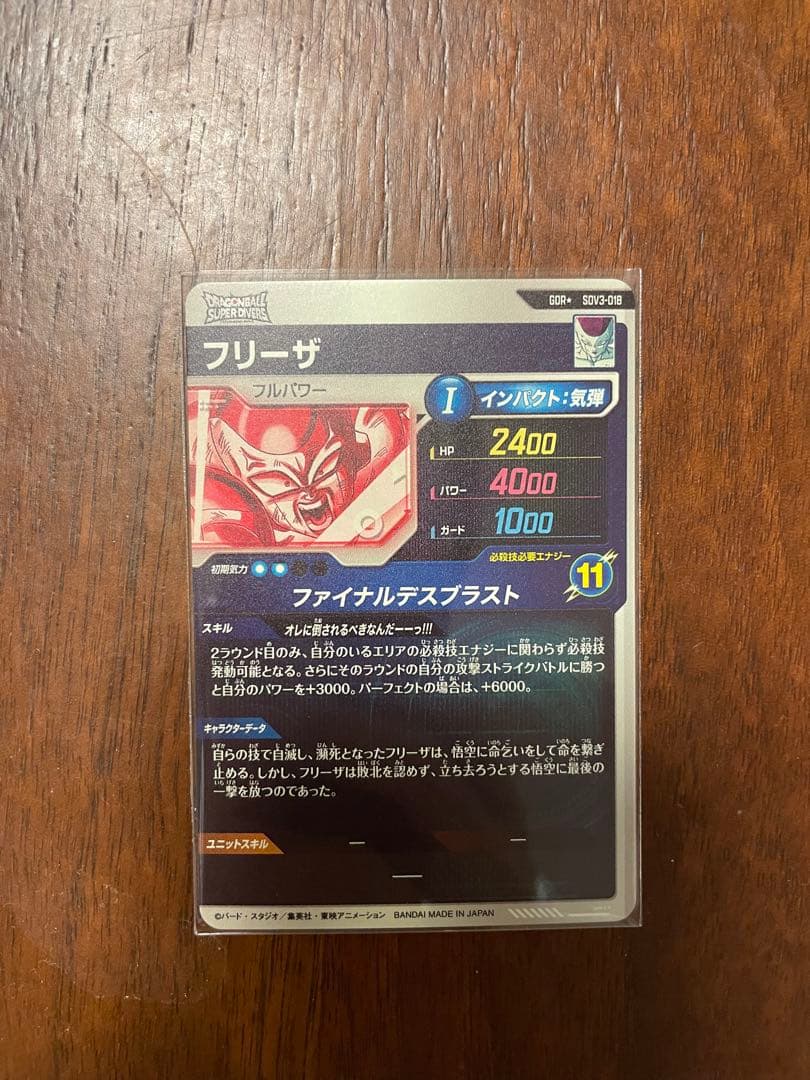 DRAGONBALL
SUPER DIVERS
GDR★ SDV3-018
フリーザ
フルパワー
I インパクト:気弾
HP 2400
パワー 4000
ガード 1000
必殺技必要エナジー
初期気力
11
ファイナルデスブラスト
スキル オレに倒されるべきなんだーーっ!!!
2ラウンド目のみ、自分のいるエリアの必殺技エナジーに関わらず必殺技
発動可能となる。さらにそのラウンドの自分の攻撃ストライクバトルに勝つ
と自分のパワーを+3000。パーフェクトの場合は、+6000。
キャラクターデータ
自らの技で自滅し、瀕死となったフリーザは、悟空に命乞いをして命を繋ぎ
止める。しかし、フリーザは敗北を認めず、立ち去ろうとする悟空に最後の
一撃を放つのであった。
ユニットスキル — —
—
©バード・スタジオ/集英社・東映アニメーション BANDAI MADE IN JAPAN